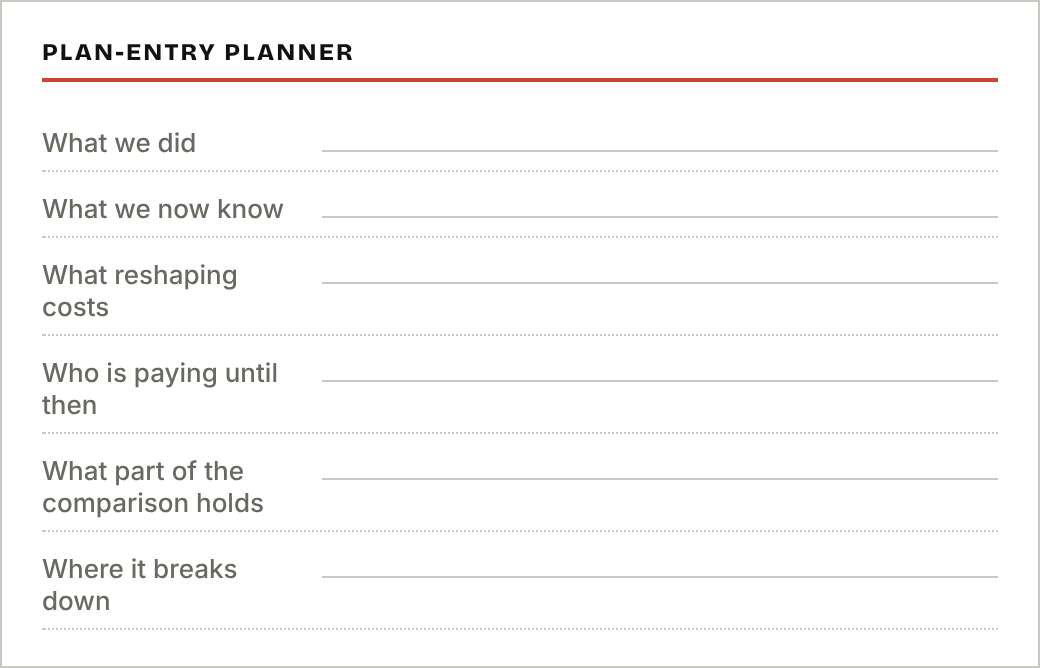 PLAN-ENTRY PLANNER
What we did
What we now know
What reshaping
costs
Who is paying until
then
What part of the
comparison holds
Where it breaks
down